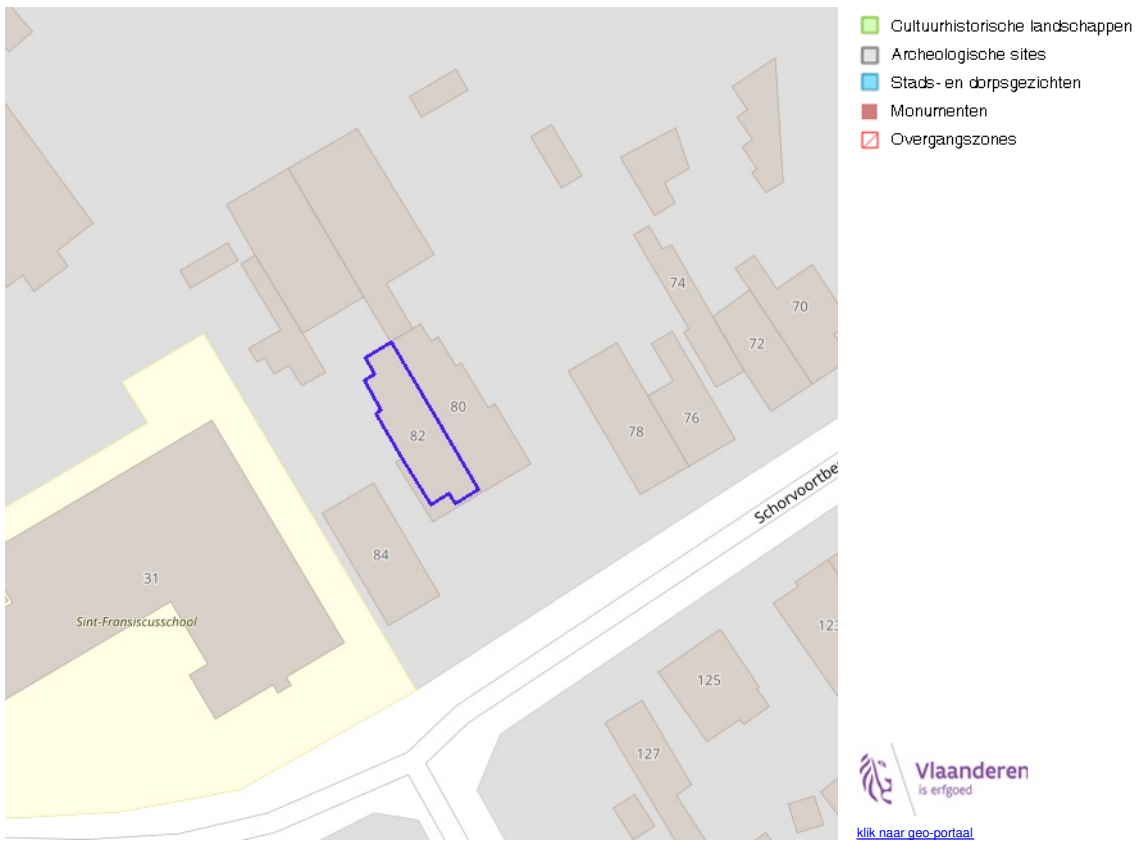 Cultuurhistorische landschappen
Archeologische sites
Stads- en dorpsgezichten
Monumenten
Overgangszones
74
70
72
80
82
78
76
84
31
Sint-Fransiscusschool
Schorvoortbe
123
125
127
Vlaanderen
is erfgoed
klik naar geo-portaal